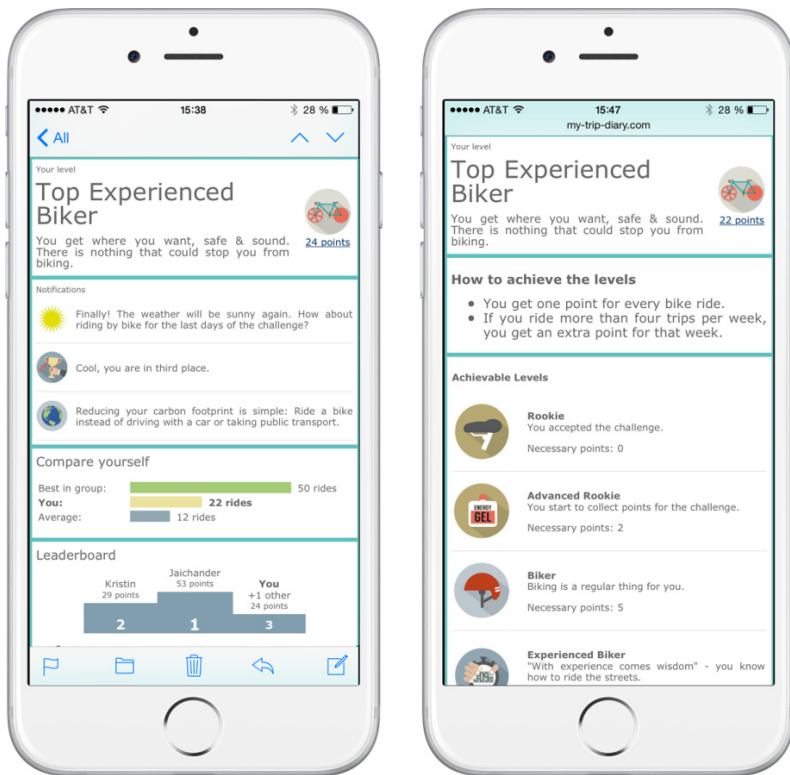 AT&T
15:38
28 %
All
Your level
Top Experienced
Biker
You get where you want, safe & sound.
There is nothing that could stop you from
biking.
24 points
Notifications
Finally! The weather will be sunny again. How about
riding by bike for the last days of the challenge?
Cool, you are in third place.
Reducing your carbon footprint is simple: Ride a bike
instead of driving with a car or taking public transport.
Compare yourself
Best in group:
50 rides
You:
22 rides
Average:
12 rides
Leaderboard
Kristin
29 points
2
Jaichander
53 points
1
You
+1 other
24 points
3
AT&T
15:47
28 %
my-trip-diary.com
Your level
Top Experienced
Biker
You get where you want, safe & sound.
There is nothing that could stop you from
biking.
22 points
How to achieve the levels
• You get one point for every bike ride.
• If you ride more than four trips per week,
you get an extra point for that week.
Achievable Levels
Rookie
You accepted the challenge.
Necessary points: 0
ENERGY
GEL
Advanced Rookie
You start to collect points for the challenge.
Necessary points: 2
Biker
Biking is a regular thing for you.
Necessary points: 5
Experienced Biker
"With experience comes wisdom" - you know
how to ride the streets.